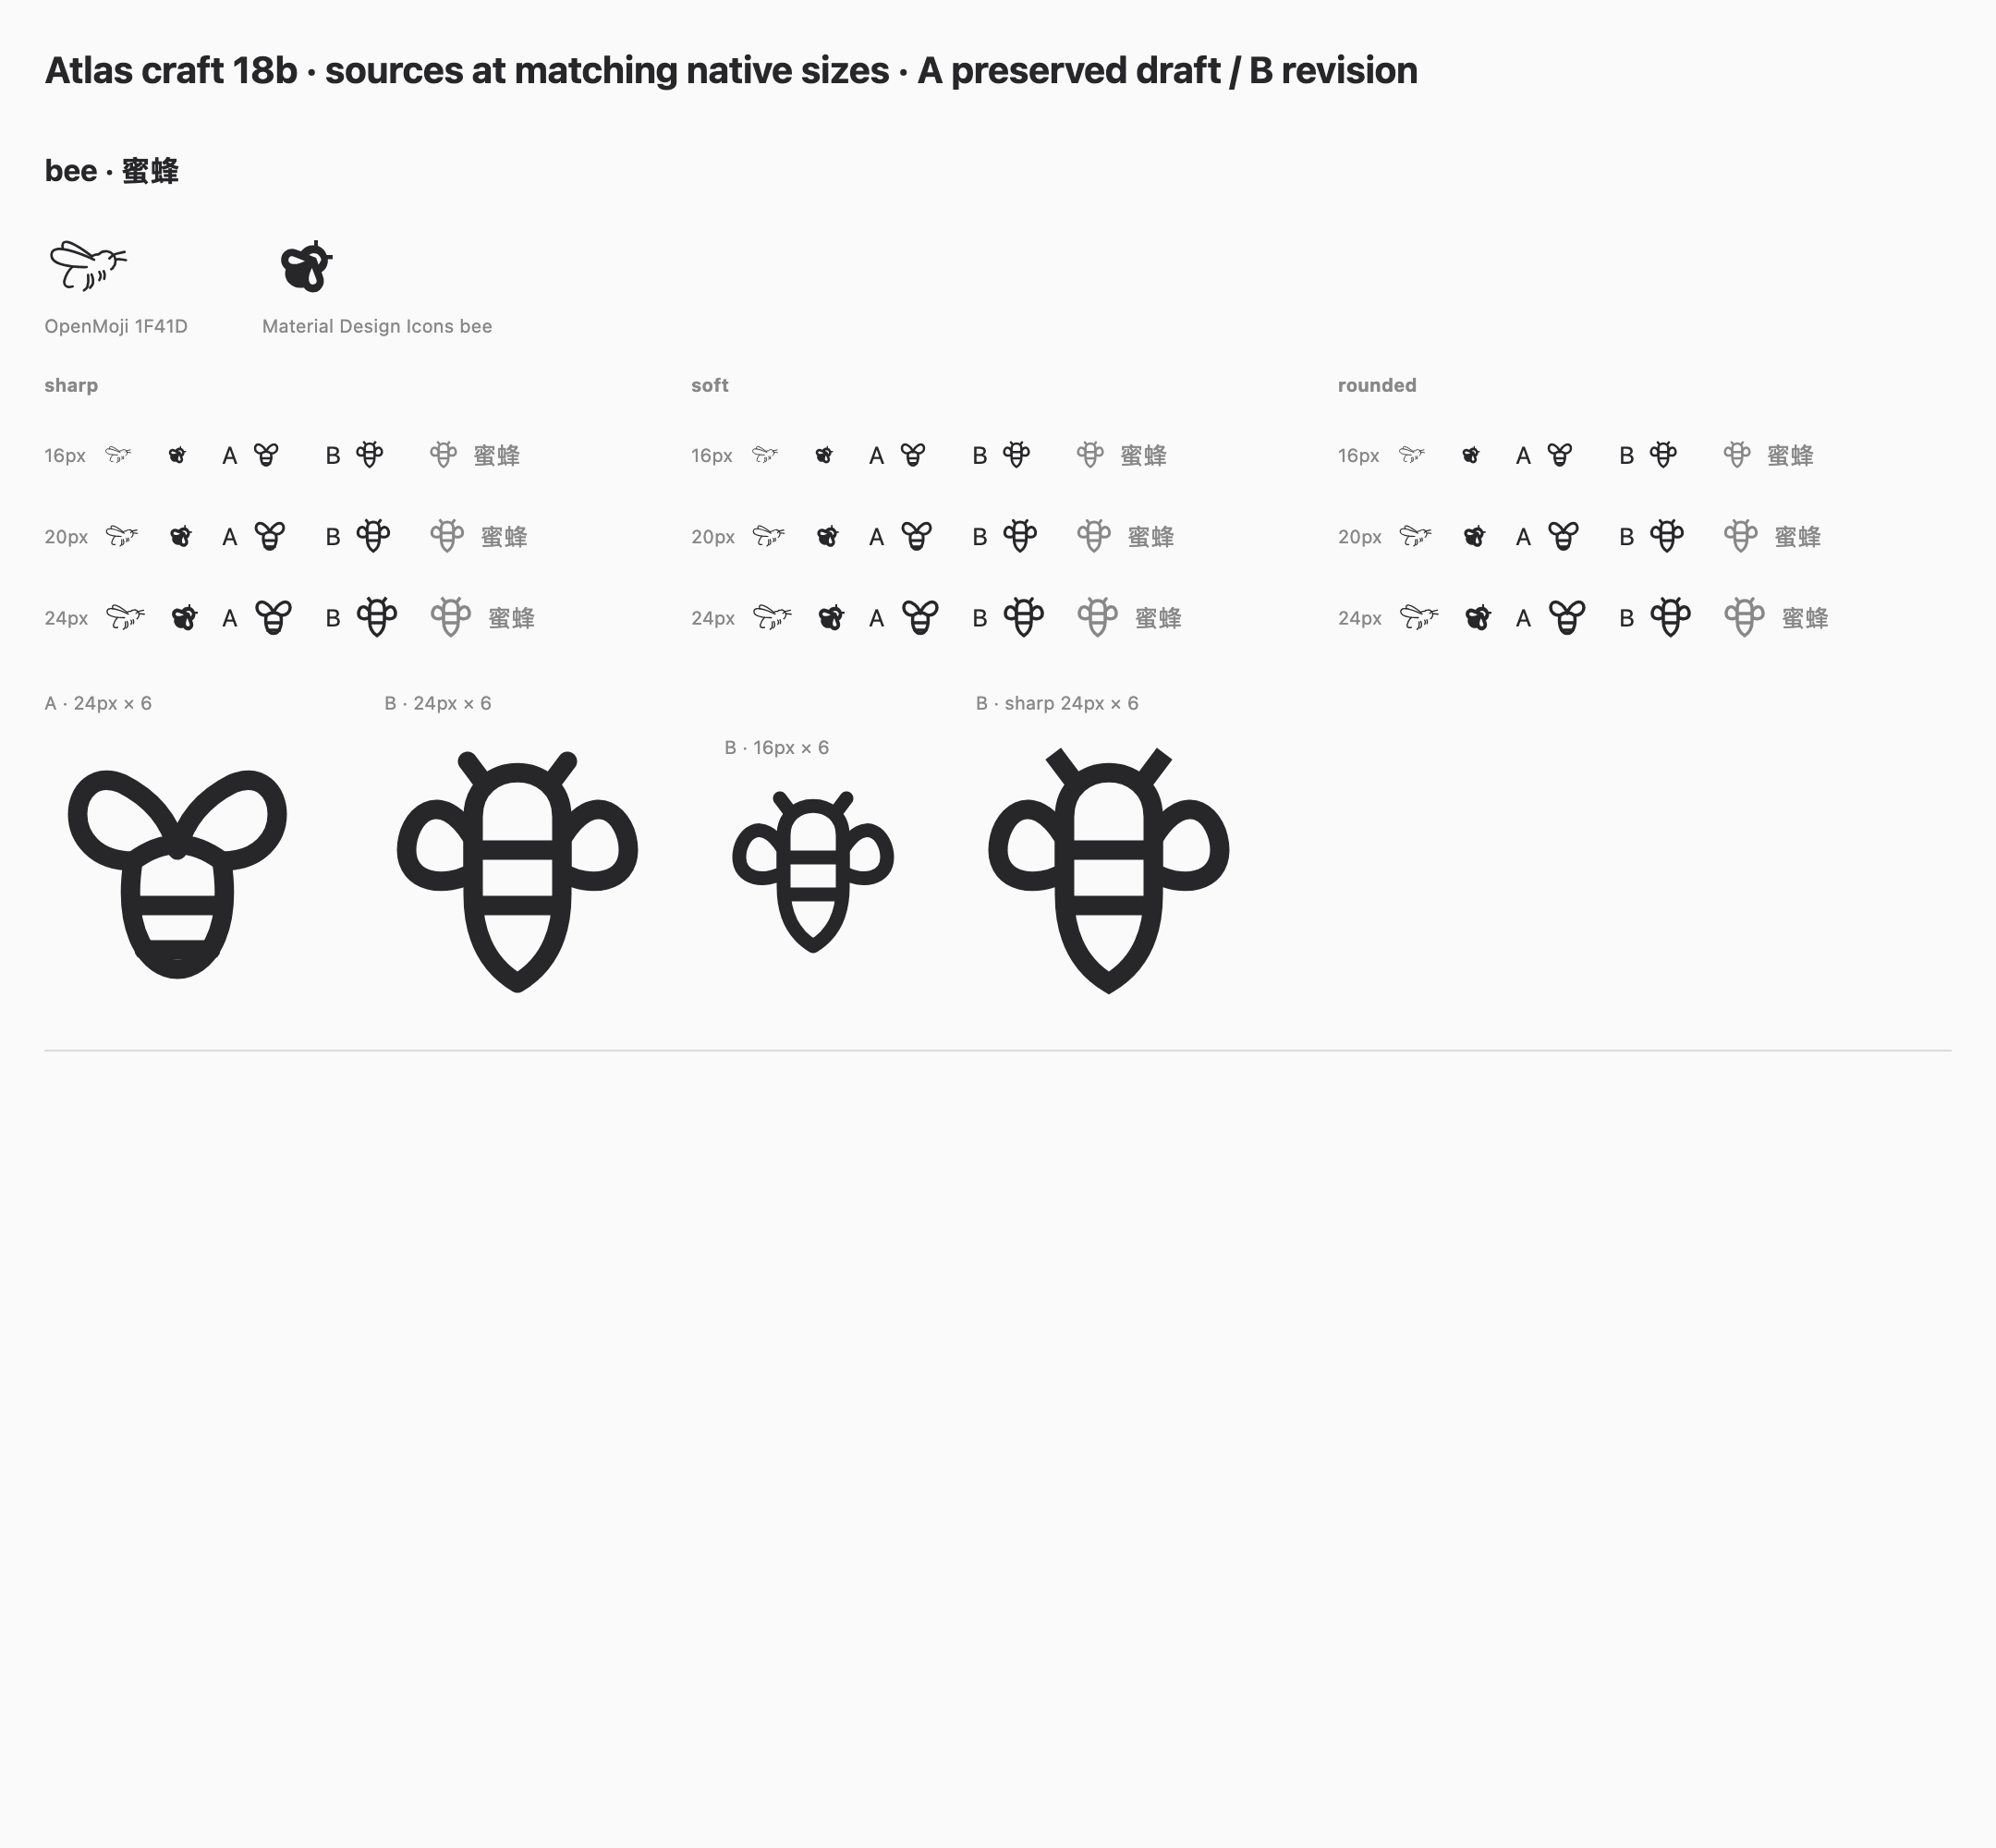 Atlas craft 18b · sources at matching native sizes · A preserved draft / B revision
bee · 蜜蜂
OpenMoji 1F41D Material Design Icons bee
sharp soft rounded
16px A B 蜜蜂 16px A B 蜜蜂 16px A B 蜜蜂
20px A B 蜜蜂 20px A B 蜜蜂 20px A B 蜜蜂
24px A B 蜜蜂 24px A B 蜜蜂 24px A B 蜜蜂
A · 24px × 6 B · 24px × 6 B · sharp 24px × 6
B · 16px × 6